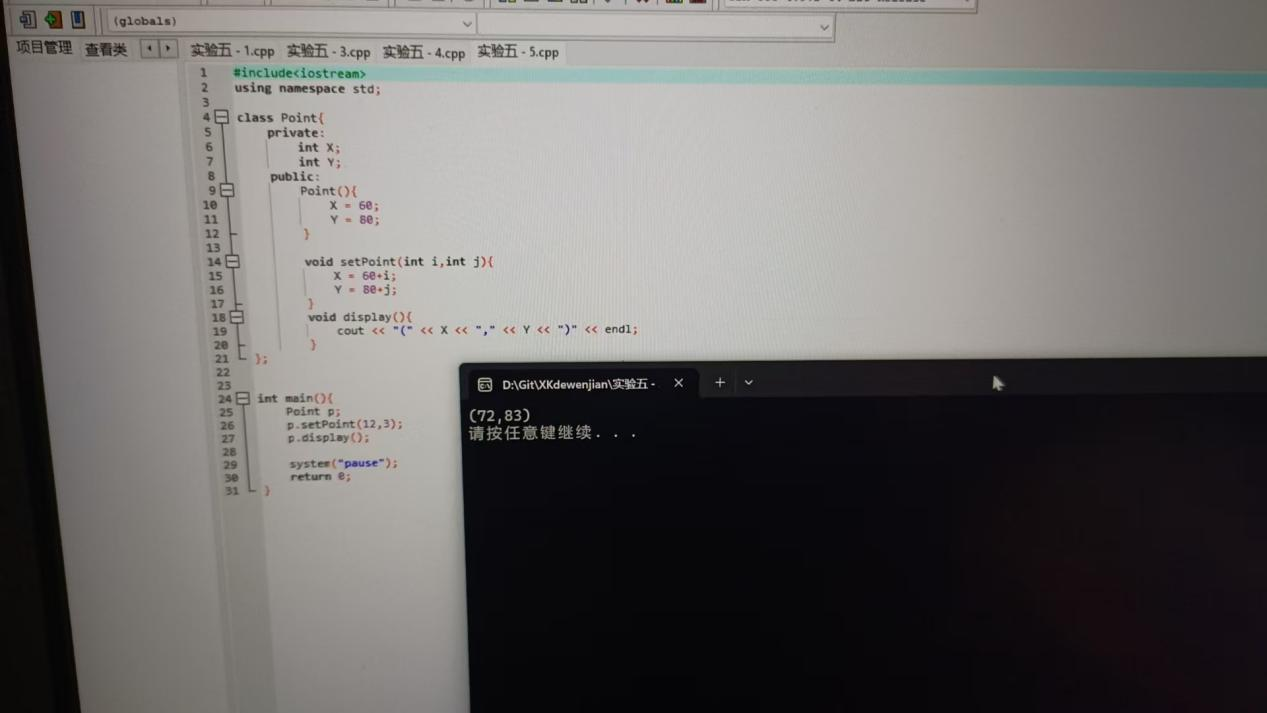 (globals)
项目管理 查看类 实验五 - 1.cpp 实验五 - 3.cpp 实验五 - 4.cpp 实验五 - 5.cpp
1 #include<iostream>
2 using namespace std;
3
4 class Point{
5 private:
6 int X;
7 int Y;
8 public:
9 Point(){
10 X = 60;
11 Y = 80;
12 }
13
14 void setPoint(int i,int j){
15 X = 60+i;
16 Y = 80+j;
17 }
18 void display(){
19 cout << "(" << X << "," << Y << ")" << endl;
20 }
21 };
22
23
24 int main(){
25 Point p;
26 p.setPoint(12,3);
27 p.display();
28
29 system("pause");
30 return 0;
31 }
D:\Git\XKdewenjian\实验五 -
(72,83)
请按任意键继续. . .